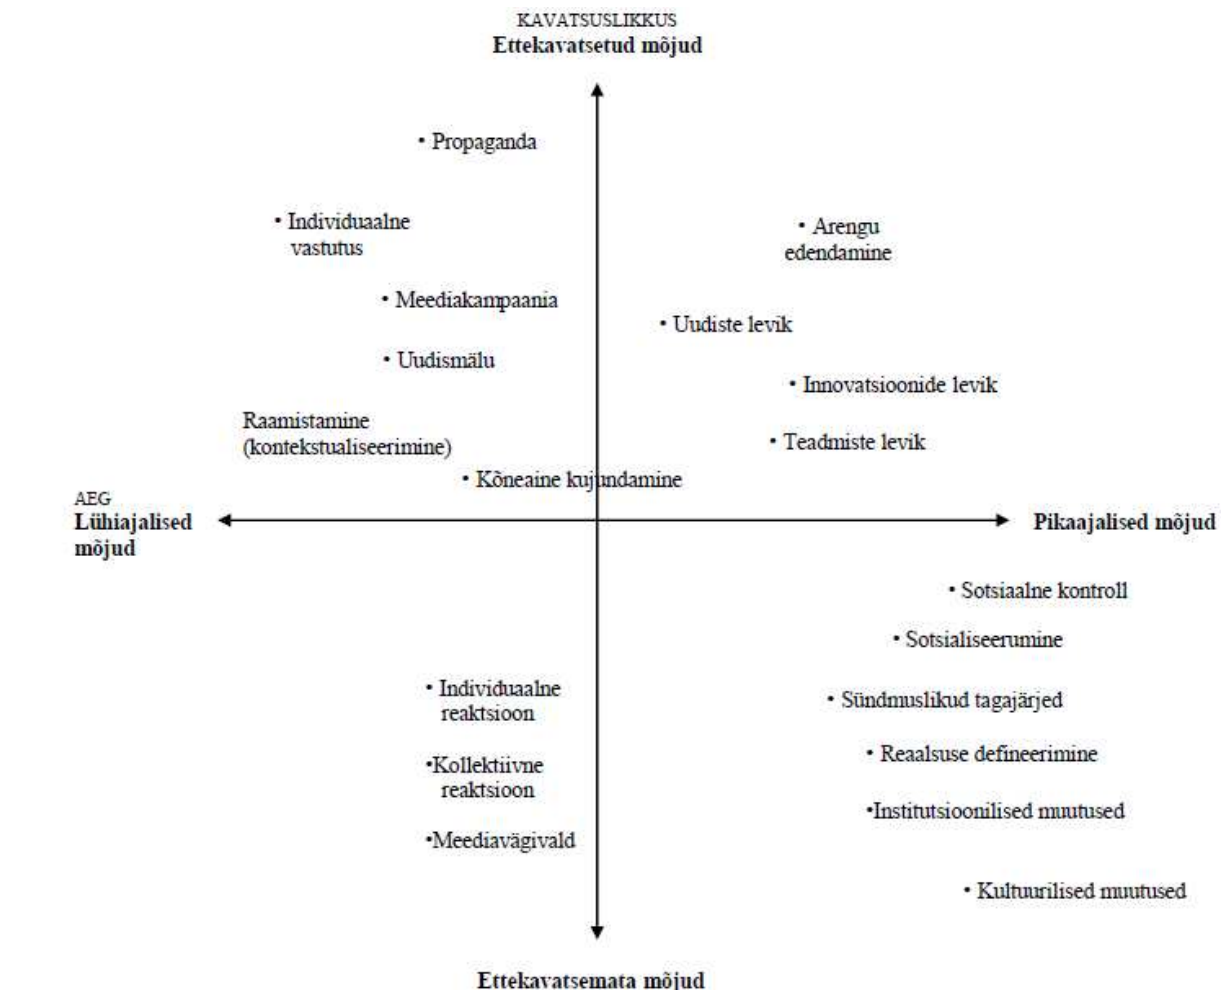 KAVATSUSLIKKUS
Ettekavatsetud mõjud
• Propaganda
• Individuaalne
vastutus
• Arengu
edendamine
• Meediakampaania
• Uudiste levik
• Uudismälu
• Innovatsioonide levik
Raamistamine
(kontekstualiseerimine)
• Teadmiste levik
• Kõneaine kujundamine
AEG
Lühiajalised
mõjud
Pikaajalised mõjud
• Sotsiaalne kontroll
• Sotsialiseerumine
• Individuaalne
reaktsioon
• Sündmuslikud tagajärjed
• Reaalsuse defineerimine
•Kollektiivne
reaktsioon
•Institutsioonilised muutused
•Meediavägivald
• Kultuurilised muutused
Ettekavatsemata mõjud